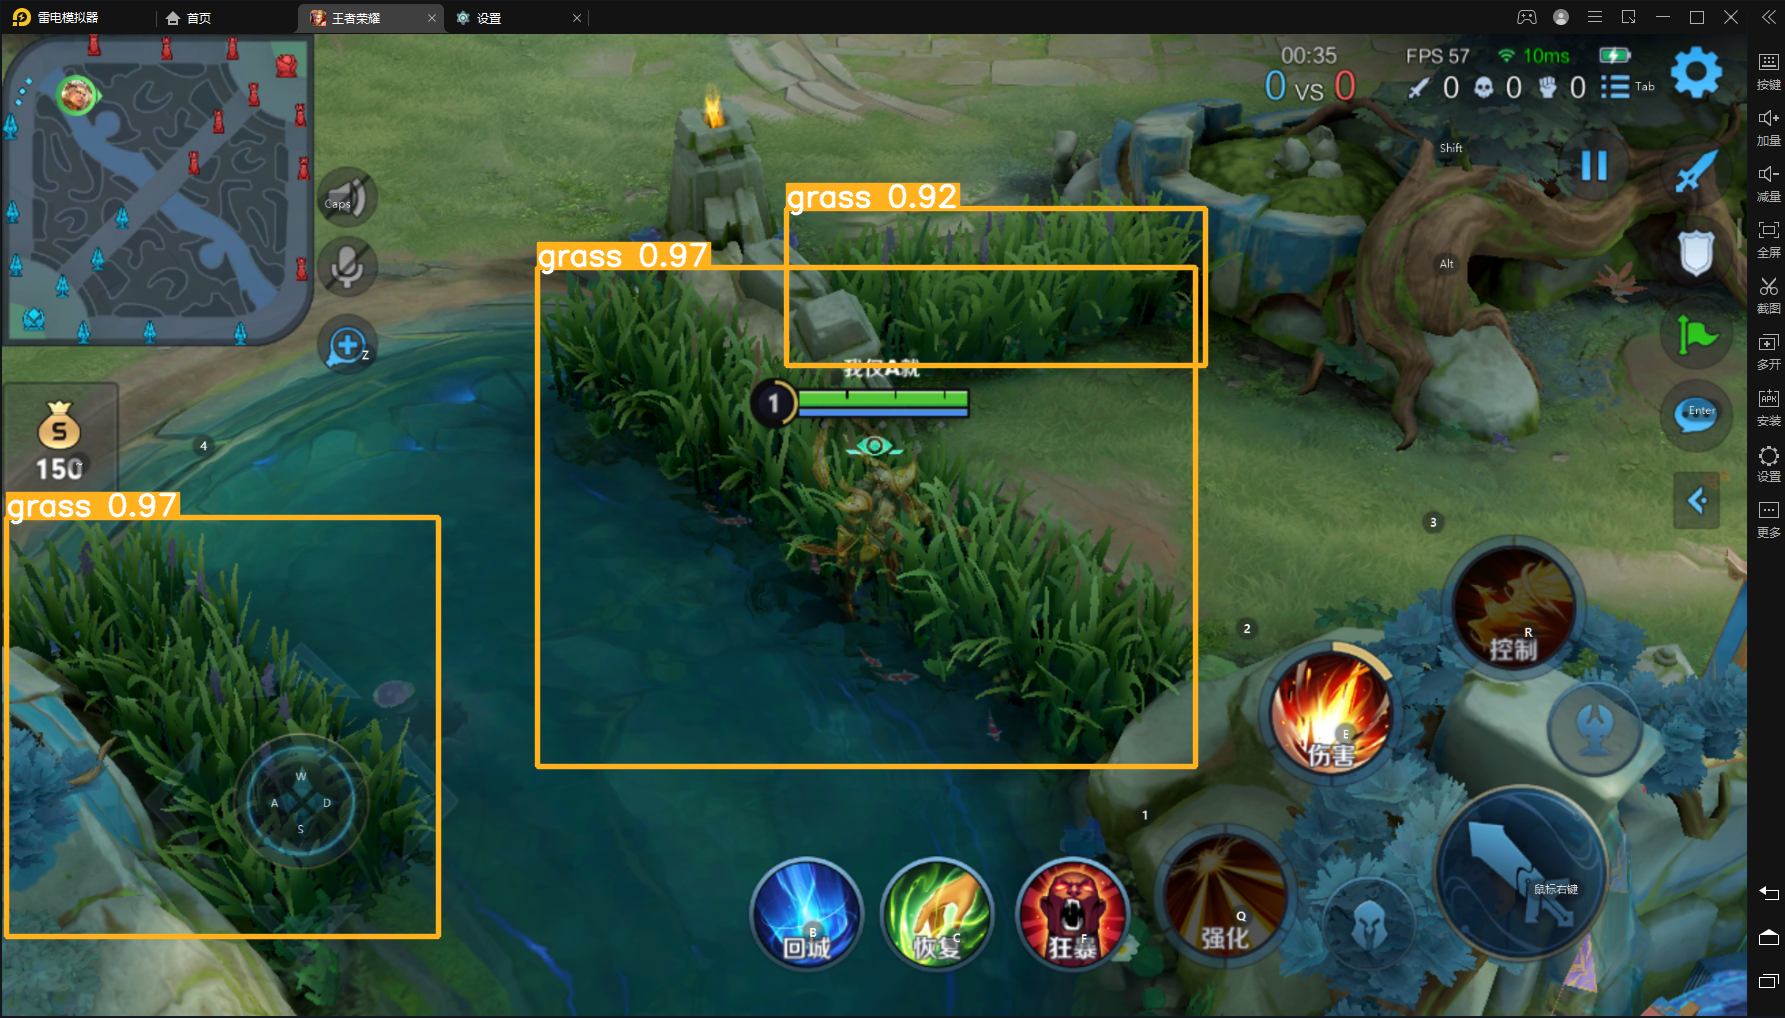 雷电模拟器
首页
王者荣耀
设置
00:35
0 VS 0
FPS 57
10ms
0 0 0
Tab
Shift
Caps
Alt
Z
Enter
150
~
4
3
2
1
grass 0.92
grass 0.97
grass 0.97
1
W
A
D
S
R
控制
E
伤害
Q
强化
B
回城
C
恢复
F
狂暴
鼠标右键
按键
加量
减量
全屏
截图
多开
APK
安装
设置
更多